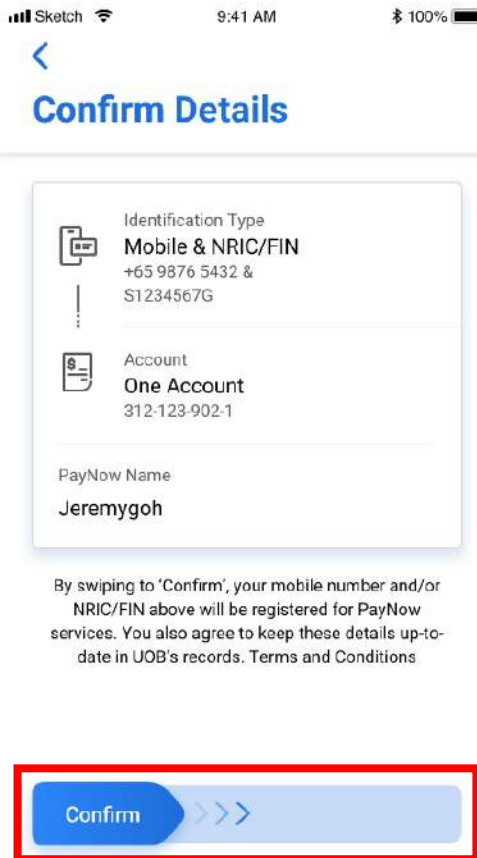 Sketch 9:41 AM 100%
Confirm Details
Identification Type
Mobile & NRIC/FIN
+65 9876 5432 &
S1234567G
Account
One Account
312-123-902-1
PayNow Name
Jeremygoh
By swiping to ‘Confirm’, your mobile number and/or
NRIC/FIN above will be registered for PayNow
services. You also agree to keep these details up-to-
date in UOB's records. Terms and Conditions
Confirm